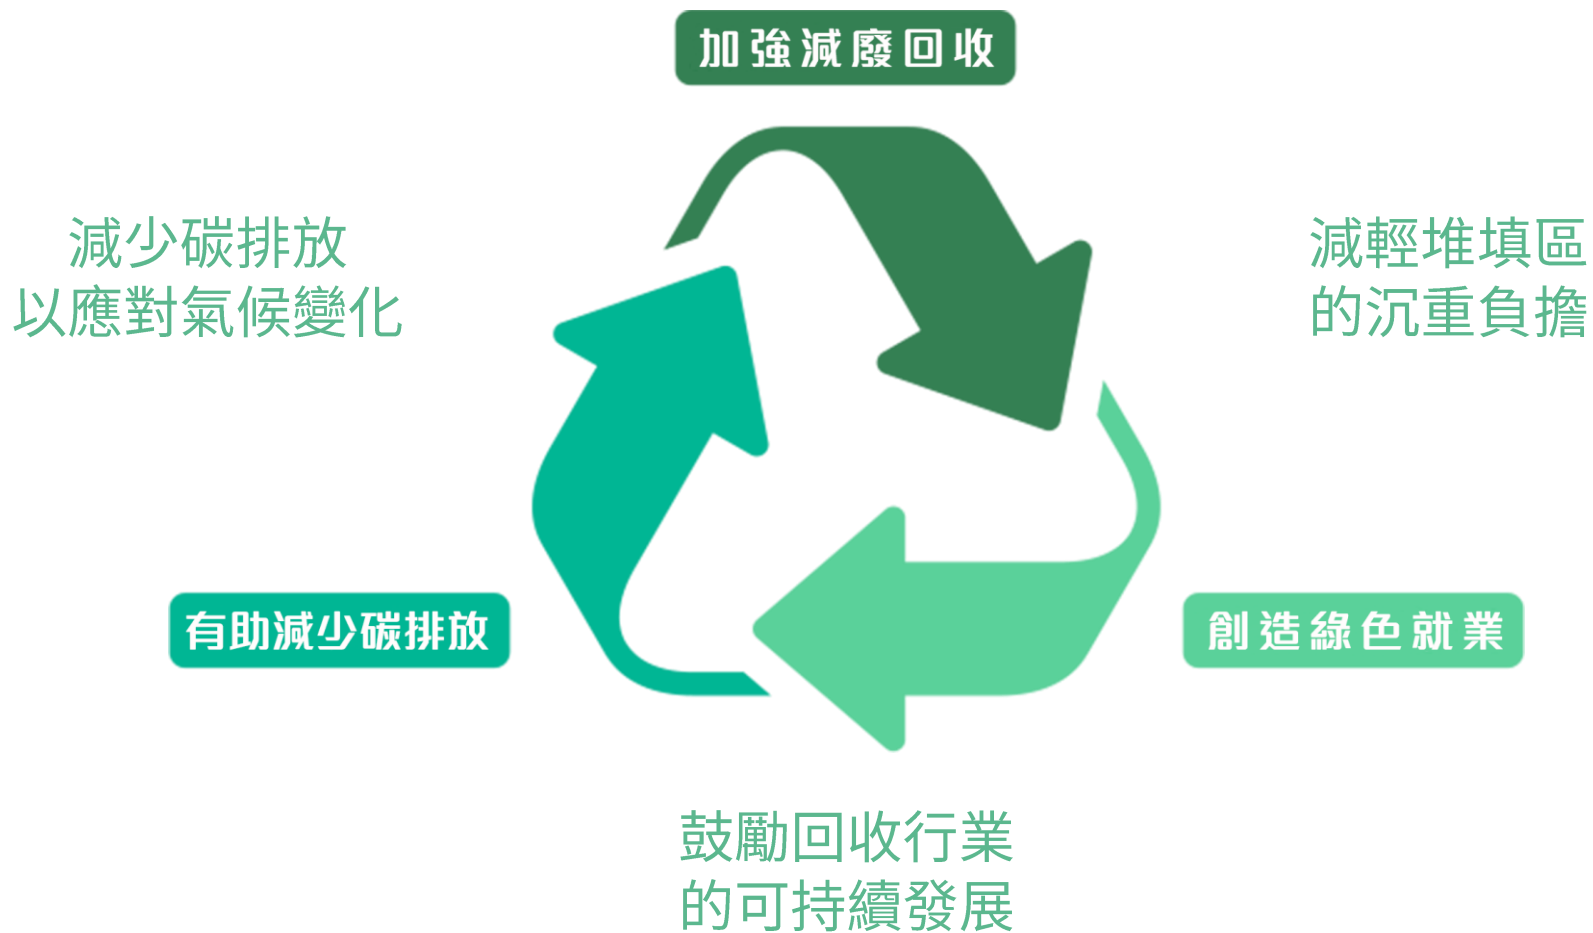 加強減廢回收
減少碳排放
以應對氣候變化
減輕堆填區
的沉重負擔
有助減少碳排放
創造綠色就業
鼓勵回收行業
的可持續發展